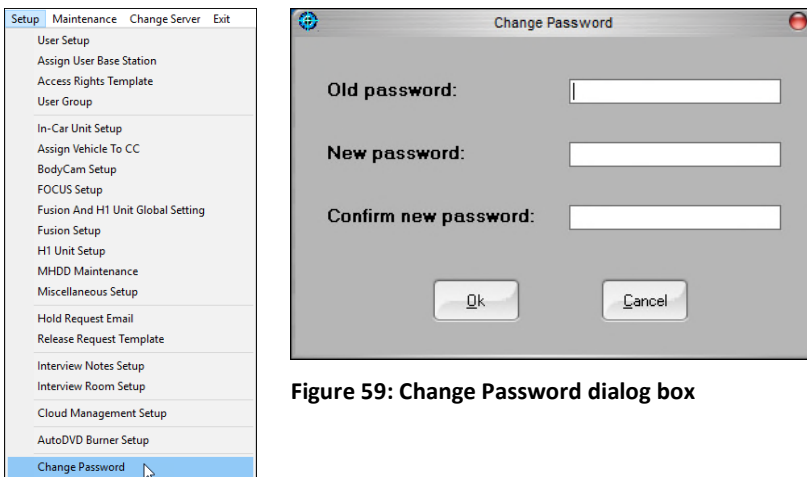 Setup Maintenance Change Server Exit
User Setup
Assign User Base Station
Access Rights Template
User Group
In-Car Unit Setup
Assign Vehicle To CC
BodyCam Setup
FOCUS Setup
Fusion And H1 Unit Global Setting
Fusion Setup
H1 Unit Setup
MHDD Maintenance
Miscellaneous Setup
Hold Request Email
Release Request Template
Interview Notes Setup
Interview Room Setup
Cloud Management Setup
AutoDVD Burner Setup
Change Password
Change Password
Old password:
New password:
Confirm new password:
Ok Cancel
Figure 59: Change Password dialog box